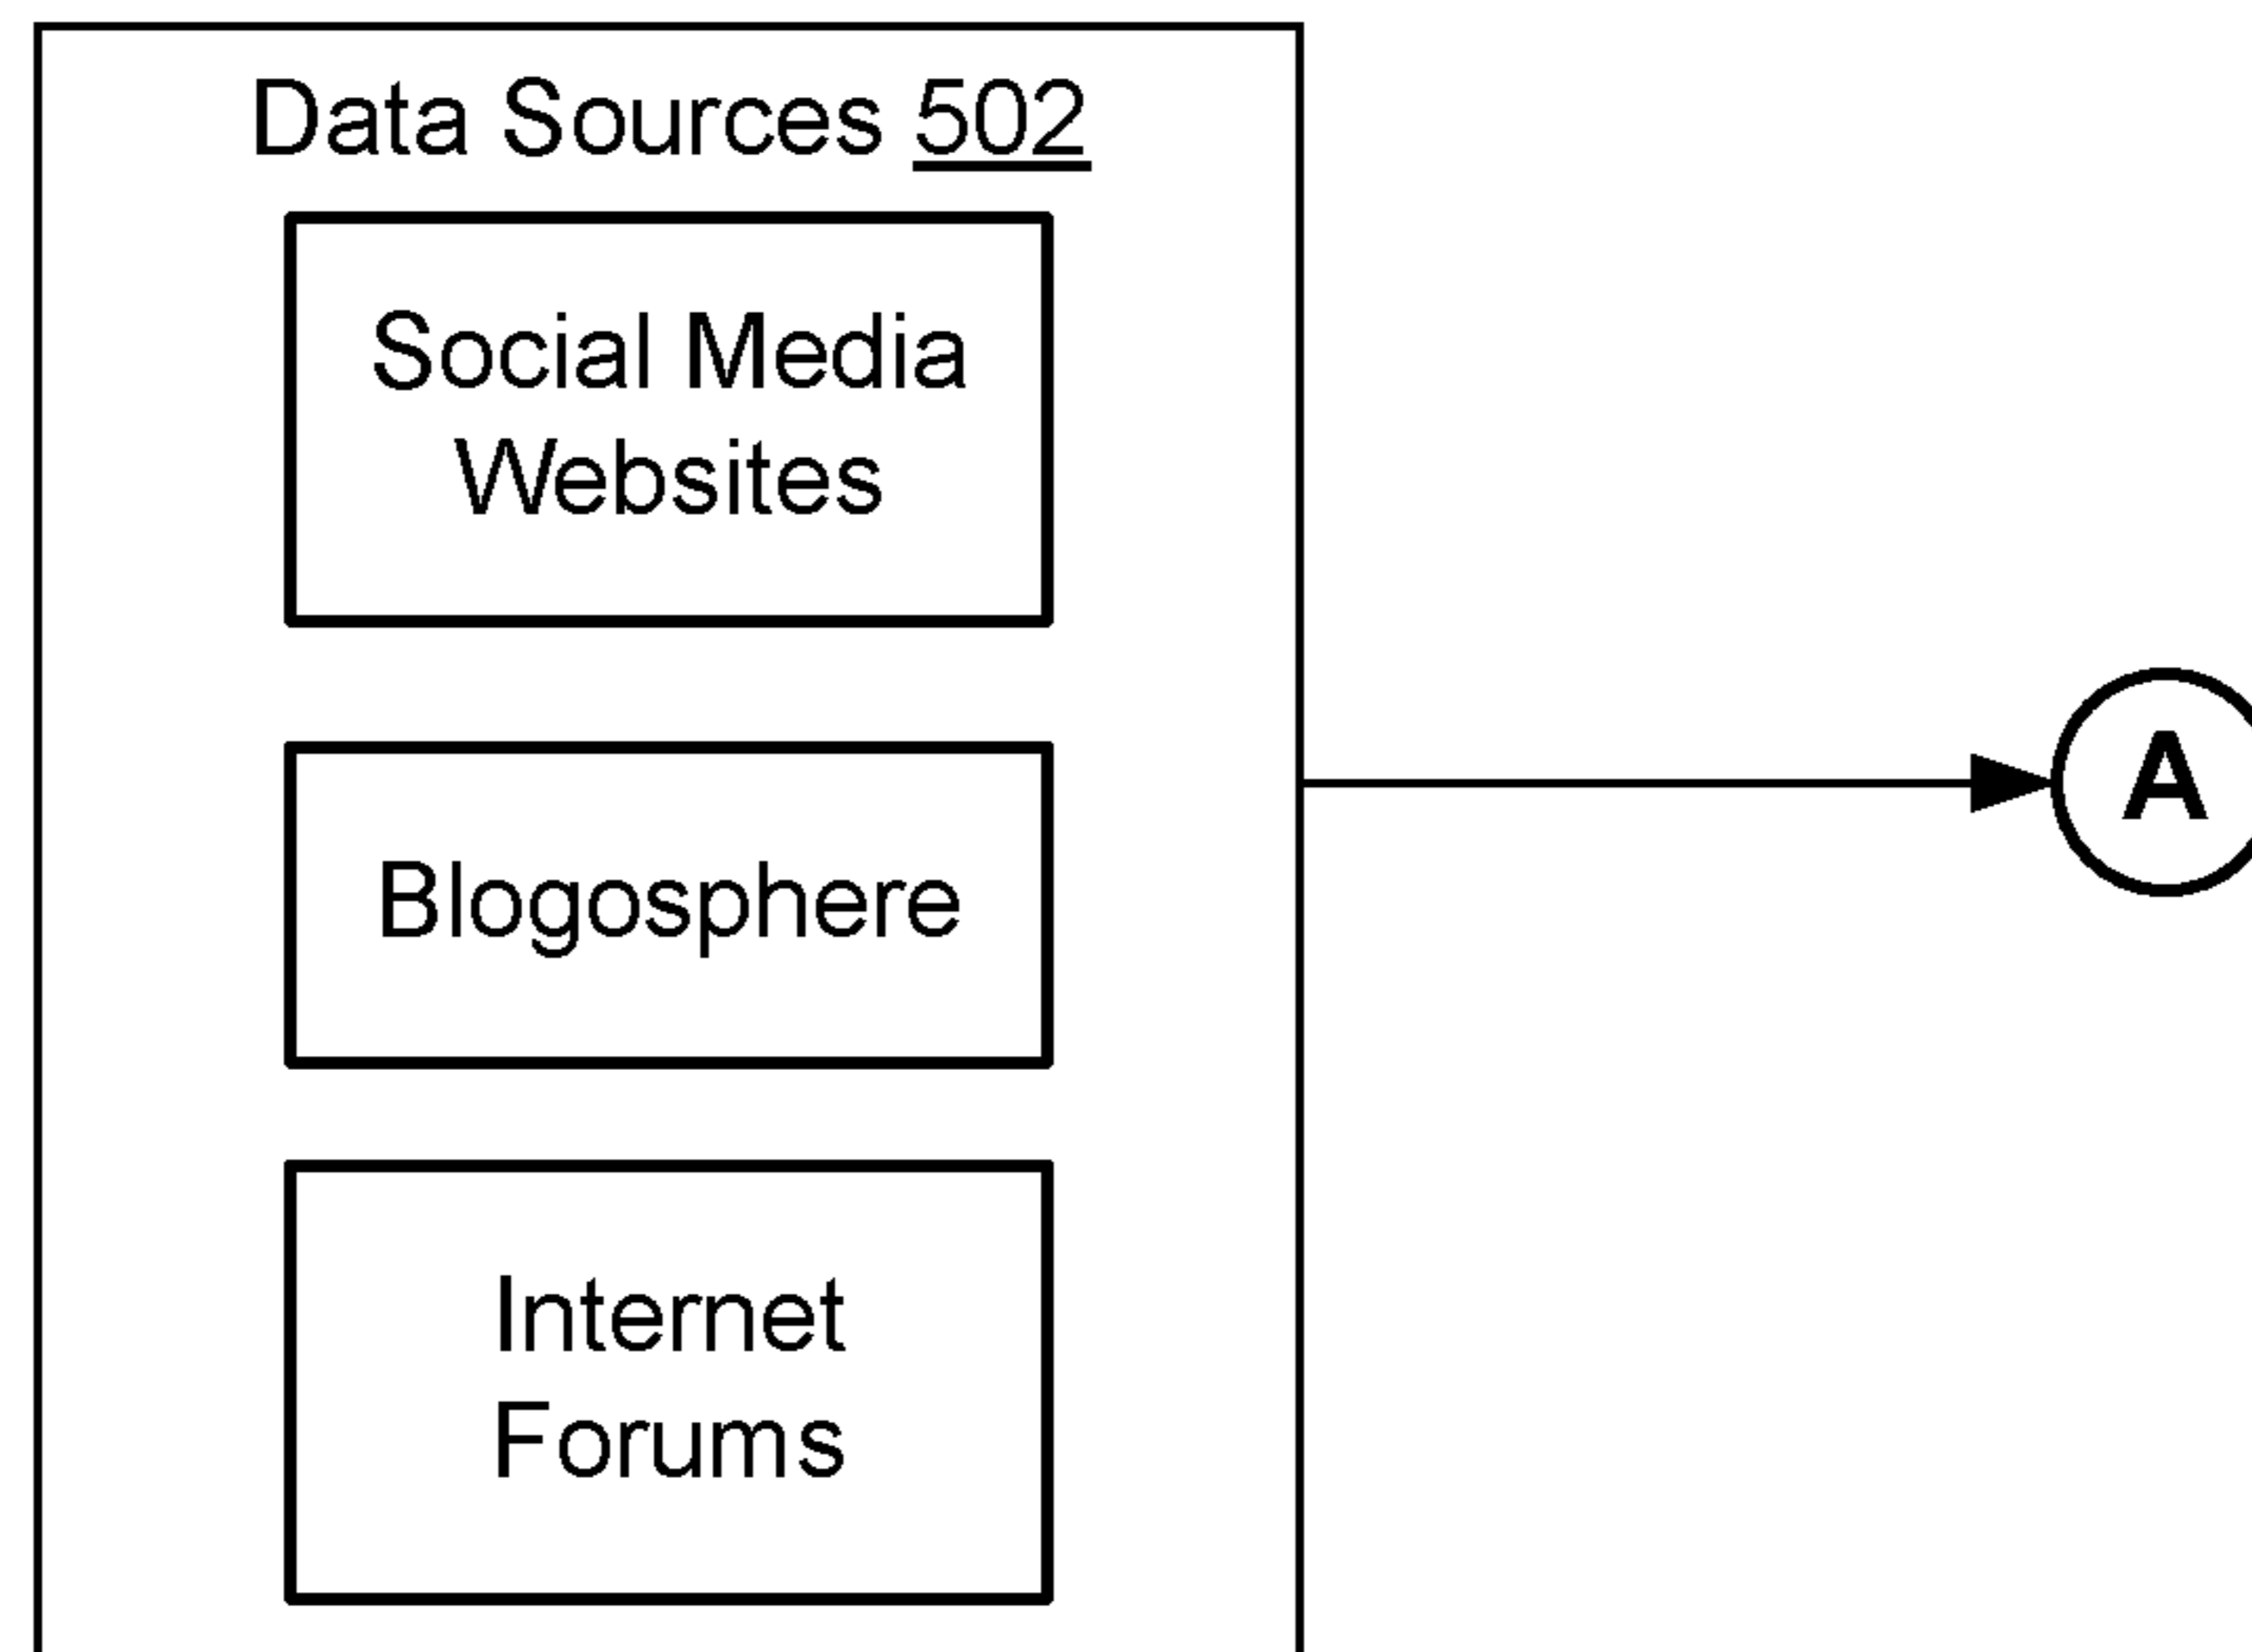 Data Sources 502
Social Media
Websites
Blogosphere
A
Internet
Forums